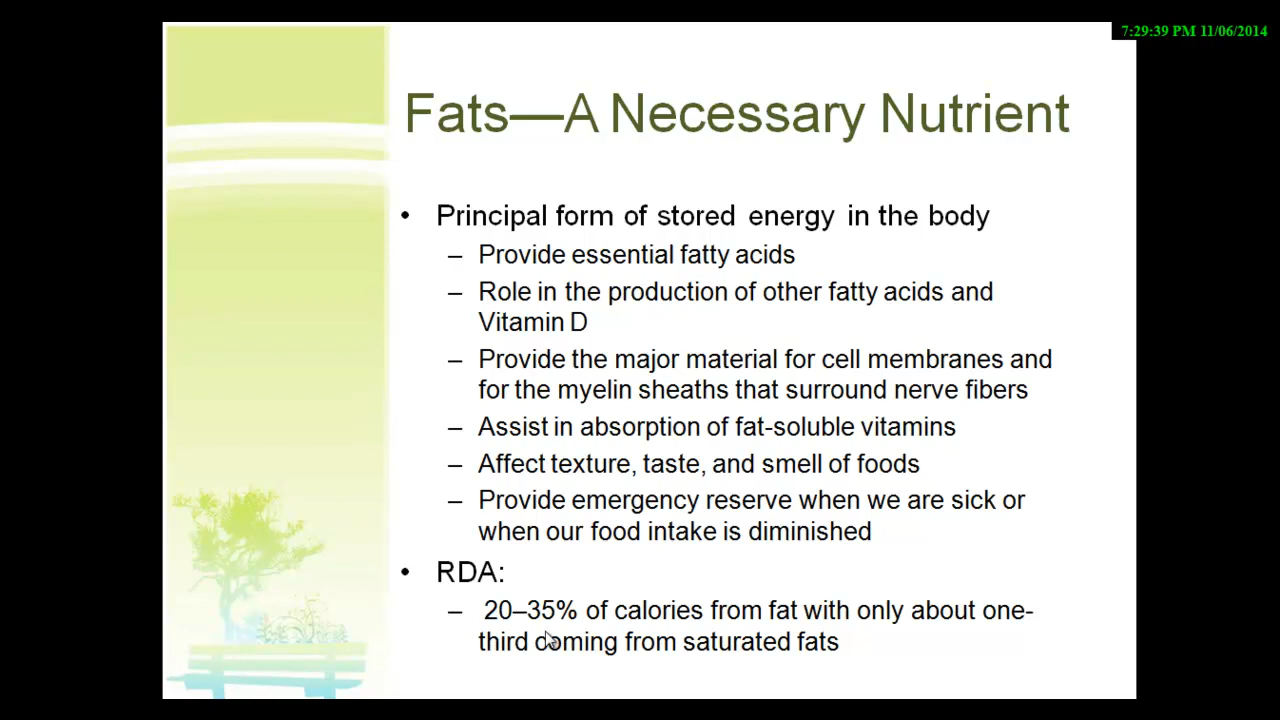 7:29:39 PM 11/06/2014
Fats—A Necessary Nutrient
• Principal form of stored energy in the body
– Provide essential fatty acids
– Role in the production of other fatty acids and
Vitamin D
– Provide the major material for cell membranes and
for the myelin sheaths that surround nerve fibers
– Assist in absorption of fat-soluble vitamins
– Affect texture, taste, and smell of foods
– Provide emergency reserve when we are sick or
when our food intake is diminished
• RDA:
– 20–35% of calories from fat with only about one-
third coming from saturated fats